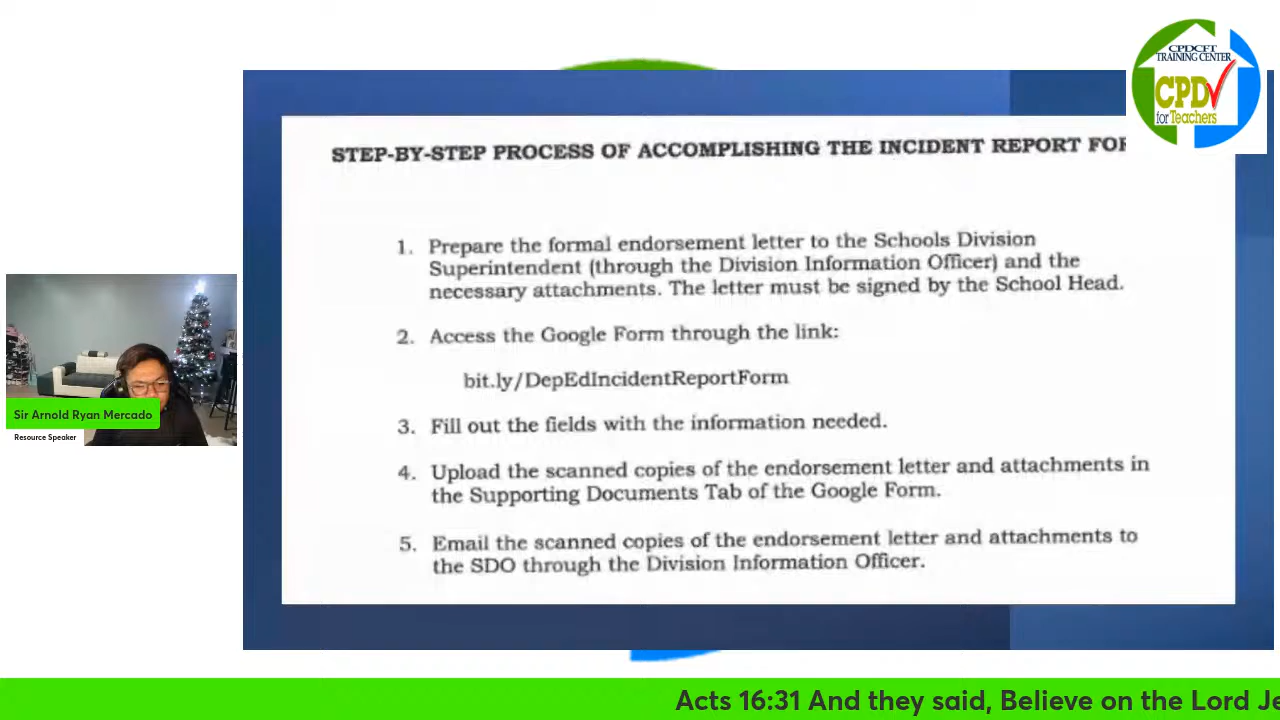 CPDCFT
TRAINING CENTER
CPD
for Teachers
STEP-BY-STEP PROCESS OF ACCOMPLISHING THE INCIDENT REPORT FOR
1. Prepare the formal endorsement letter to the Schools Division
Superintendent (through the Division Information Officer) and the
necessary attachments. The letter must be signed by the School Head.
2. Access the Google Form through the link:
bit.ly/DepEdIncidentReportForm
3. Fill out the fields with the information needed.
4. Upload the scanned copies of the endorsement letter and attachments in
the Supporting Documents Tab of the Google Form.
5. Email the scanned copies of the endorsement letter and attachments to
the SDO through the Division Information Officer.
Sir Arnold Ryan Mercado
Resource Speaker
Acts 16:31 And they said, Believe on the Lord Je